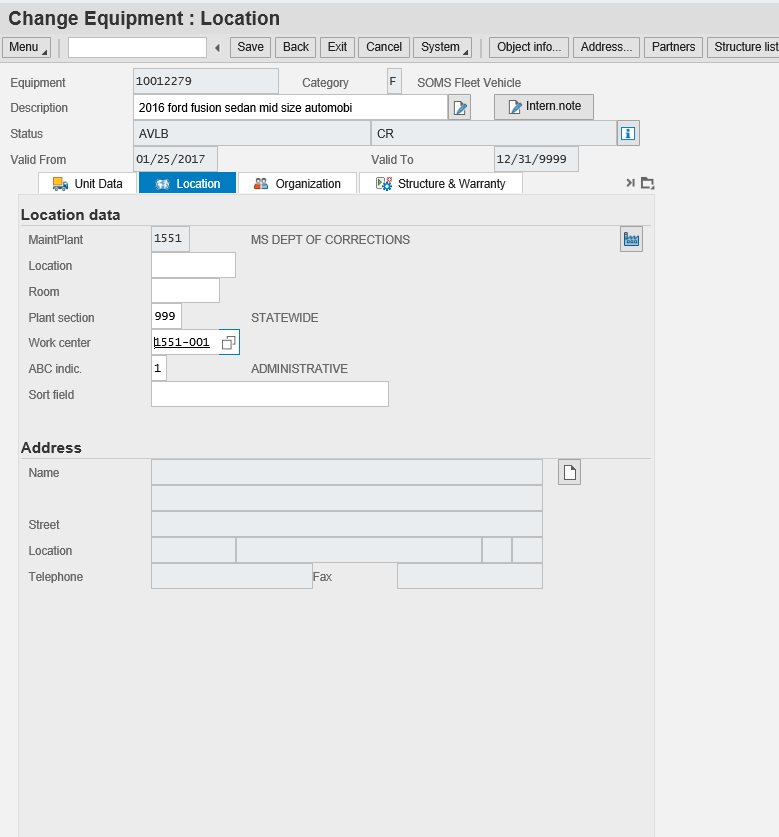 Change Equipment : Location
Menu Save Back Exit Cancel System Object info... Address... Partners Structure list
Equipment 10012279 Category F SOMS Fleet Vehicle
Description 2016 ford fusion sedan mid size automobi Intern.note
Status AVLB CR
Valid From 01/25/2017 Valid To 12/31/9999
Unit Data Location Organization Structure & Warranty
Location data
MaintPlant 1551 MS DEPT OF CORRECTIONS
Location
Room
Plant section 999 STATEWIDE
Work center 1551-001
ABC indic. 1 ADMINISTRATIVE
Sort field
Address
Name
Street
Location
Telephone Fax